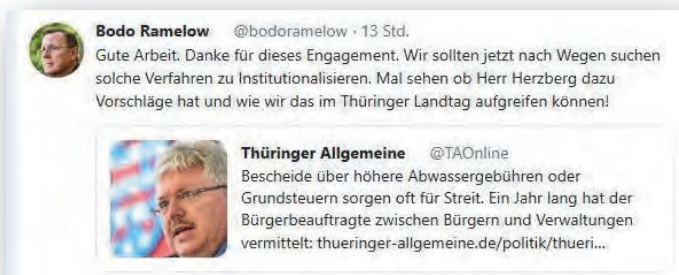 Bodo Ramelow @bodoramelow · 13 Std.
Gute Arbeit. Danke für dieses Engagement. Wir sollten jetzt nach Wegen suchen
solche Verfahren zu Institutionalisieren. Mal sehen ob Herr Herzberg dazu
Vorschläge hat und wie wir das im Thüringer Landtag aufgreifen können!
Thüringer Allgemeine @TAOnline
Bescheide über höhere Abwassergebühren oder
Grundsteuern sorgen oft für Streit. Ein Jahr lang hat der
Bürgerbeauftragte zwischen Bürgern und Verwaltungen
vermittelt: thueringer-allgemeine.de/politik/thueri...